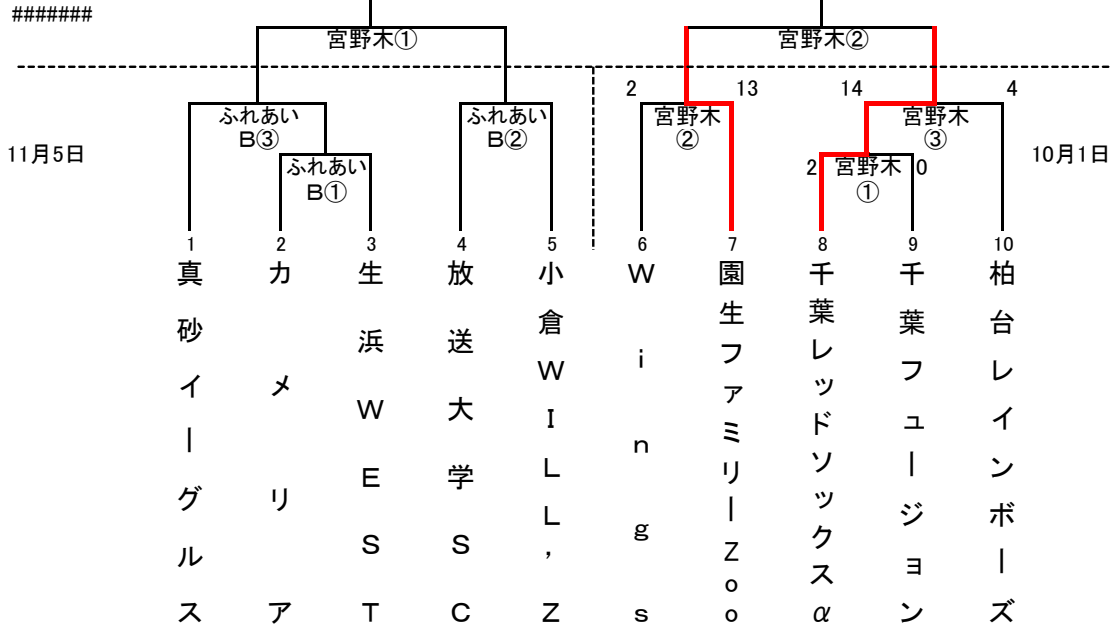 #######
宮野木①
宮野木②
2
13
14
4
ふれあい
B③
ふれあい
B②
宮野木
②
宮野木
③
11月5日
ふれあい
B①
2
宮野木
①
0
10月1日
1
2
3
4
5
6
7
8
9
10
真砂イーグルス
カメリア
生浜WEST
放送大学SC
小倉WILL’Z
Wings
園生ファミリーZoo
千葉レッドソックスα
千葉フュージョン
柏台レインボーズ